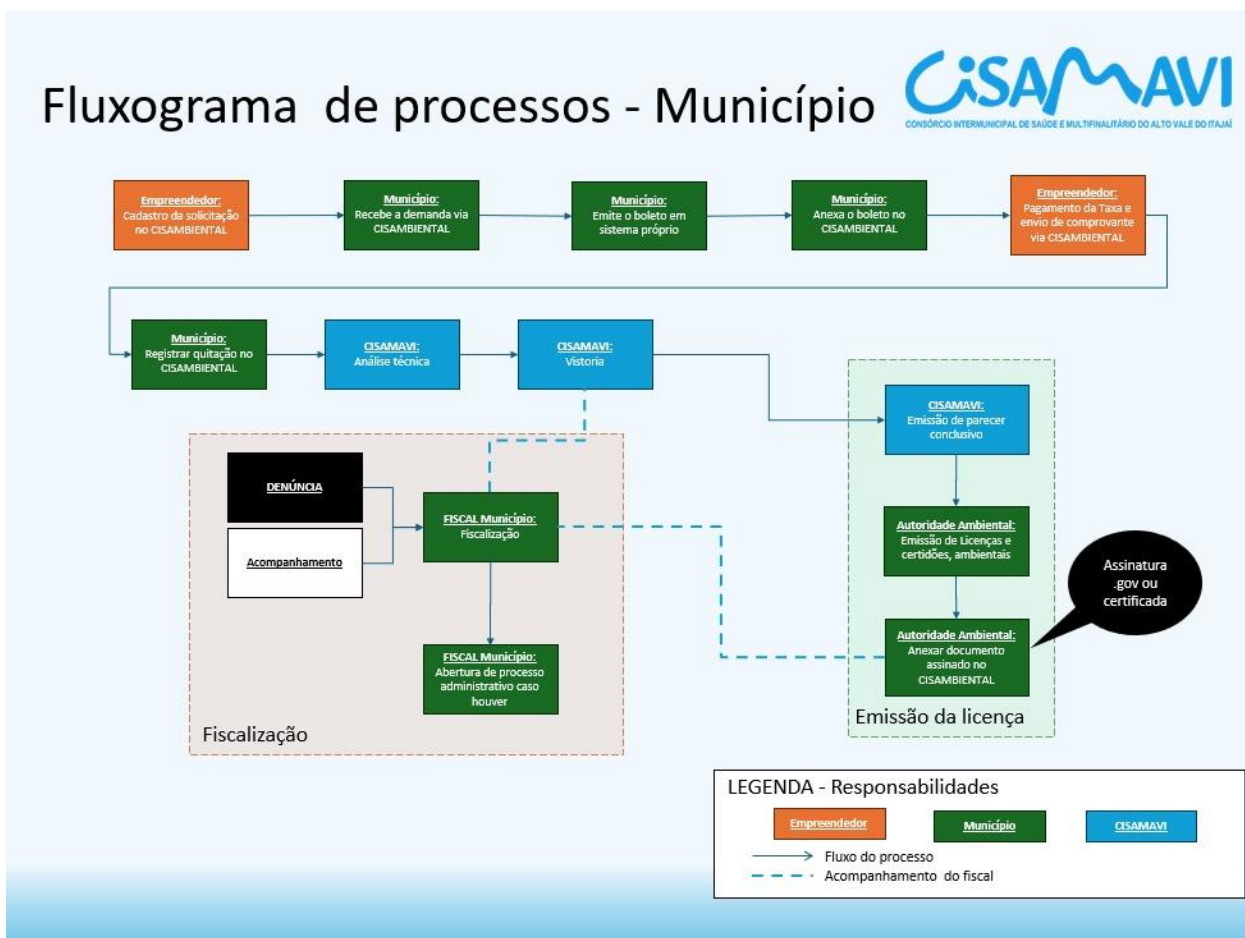 Fluxograma de processos - Município
CiSAMAVI
CONSÓRCIO INTERMUNICIPAL DE SAÚDE E MULTIFINALITÁRIO DO ALTO VALE DO ITAJAÍ
Empreendedor:
Cadastro da solicitação
no CISAMBIENTAL
Município:
Recebe a demanda via
CISAMBIENTAL
Município:
Emite o boleto em
sistema próprio
Município:
Anexa o boleto no
CISAMBIENTAL
Empreendedor:
Pagamento da Taxa e
envio de comprovante
via CISAMBIENTAL
Município:
Registrar quitação no
CISAMBIENTAL
CISAMAVI:
Análise técnica
CISAMAVI:
Vistoria
CISAMAVI:
Emissão de parecer
conclusivo
DENÚNCIA
Acompanhamento
FISCAL Município:
Fiscalização
FISCAL Município:
Abertura de processo
administrativo caso
houver
Fiscalização
Autoridade Ambiental:
Emissão de Licenças e
certidões, ambientais
Autoridade Ambiental:
Anexar documento
assinado no
CISAMBIENTAL
Assinatura
.gov ou
certificada
Emissão da licença
LEGENDA - Responsabilidades
Empreendedor
Município
CISAMAVI
Fluxo do processo
Acompanhamento do fiscal